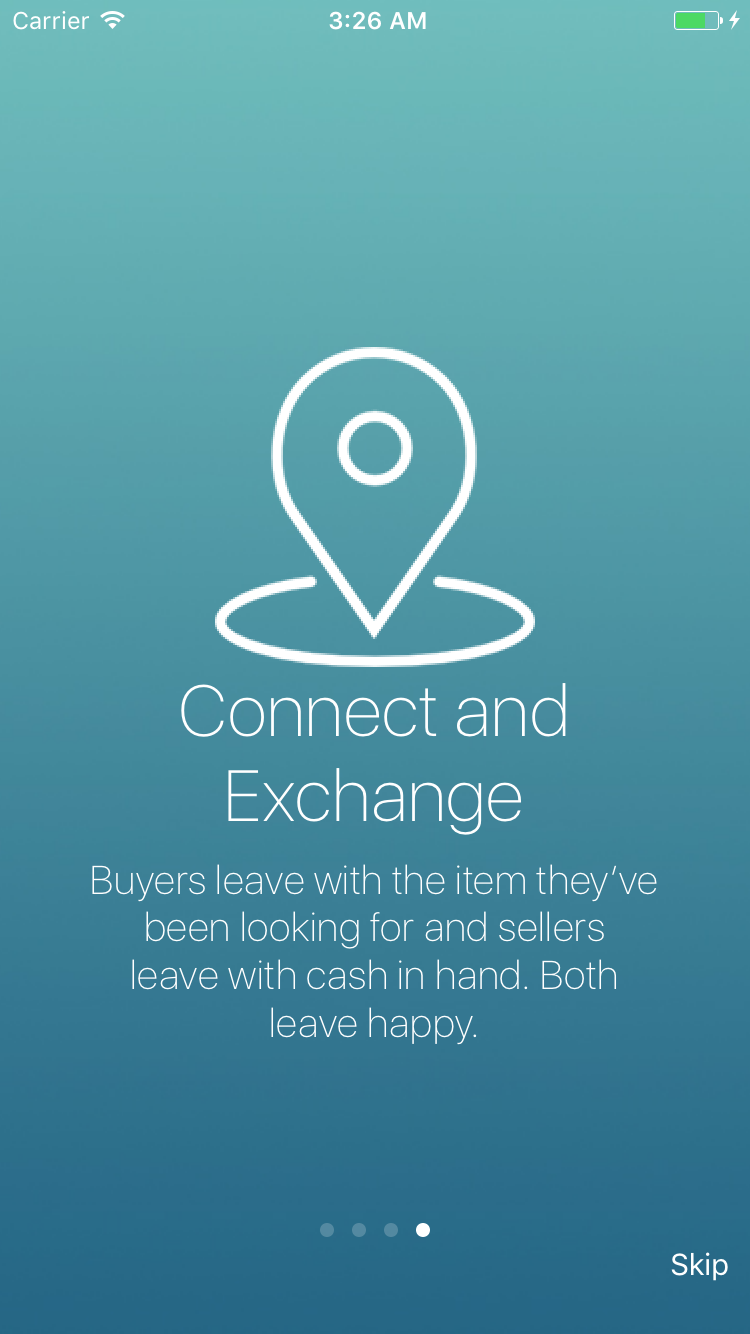 Carrier 3:26 AM
Connect and
Exchange
Buyers leave with the item they’ve
been looking for and sellers
leave with cash in hand. Both
leave happy.
Skip